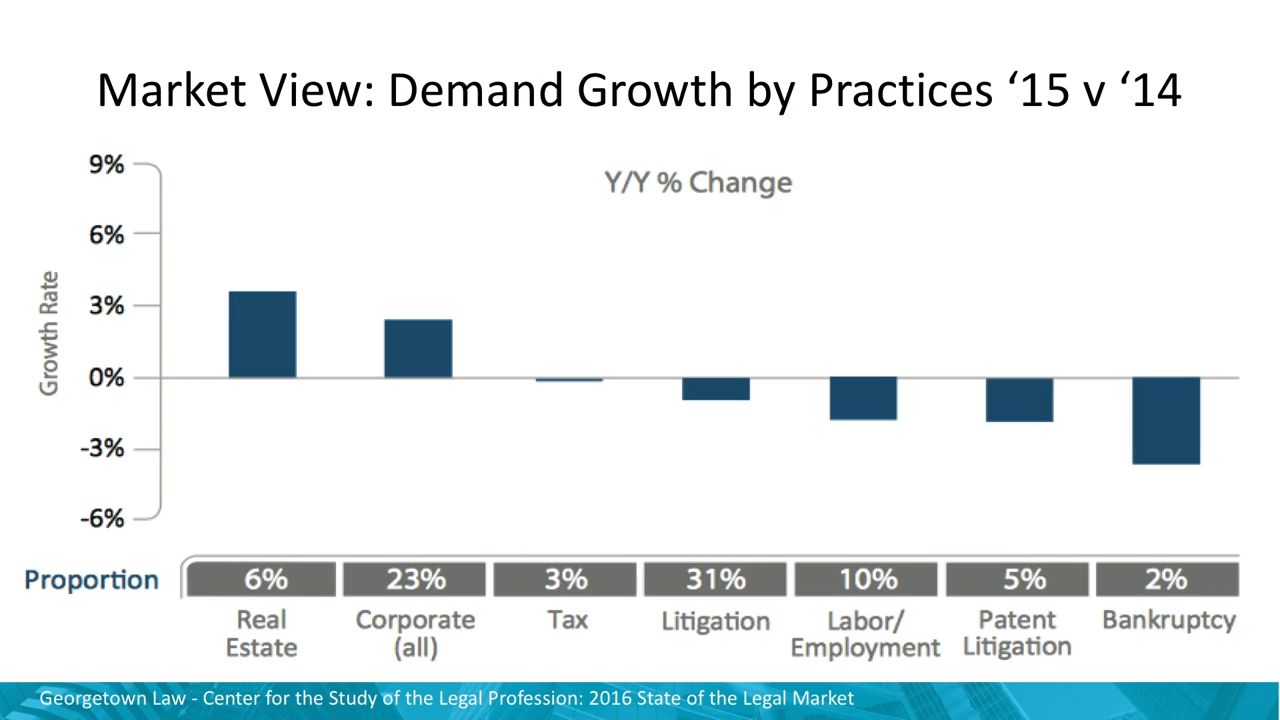 Market View: Demand Growth by Practices ‘15 v ‘14
Y/Y % Change
Growth Rate
9%
6%
3%
0%
-3%
-6%
Proportion 6% 23% 3% 31% 10% 5% 2%
Real Corporate Tax Litigation Labor/ Patent Bankruptcy
Estate (all) Employment Litigation
Georgetown Law - Center for the Study of the Legal Profession: 2016 State of the Legal Market